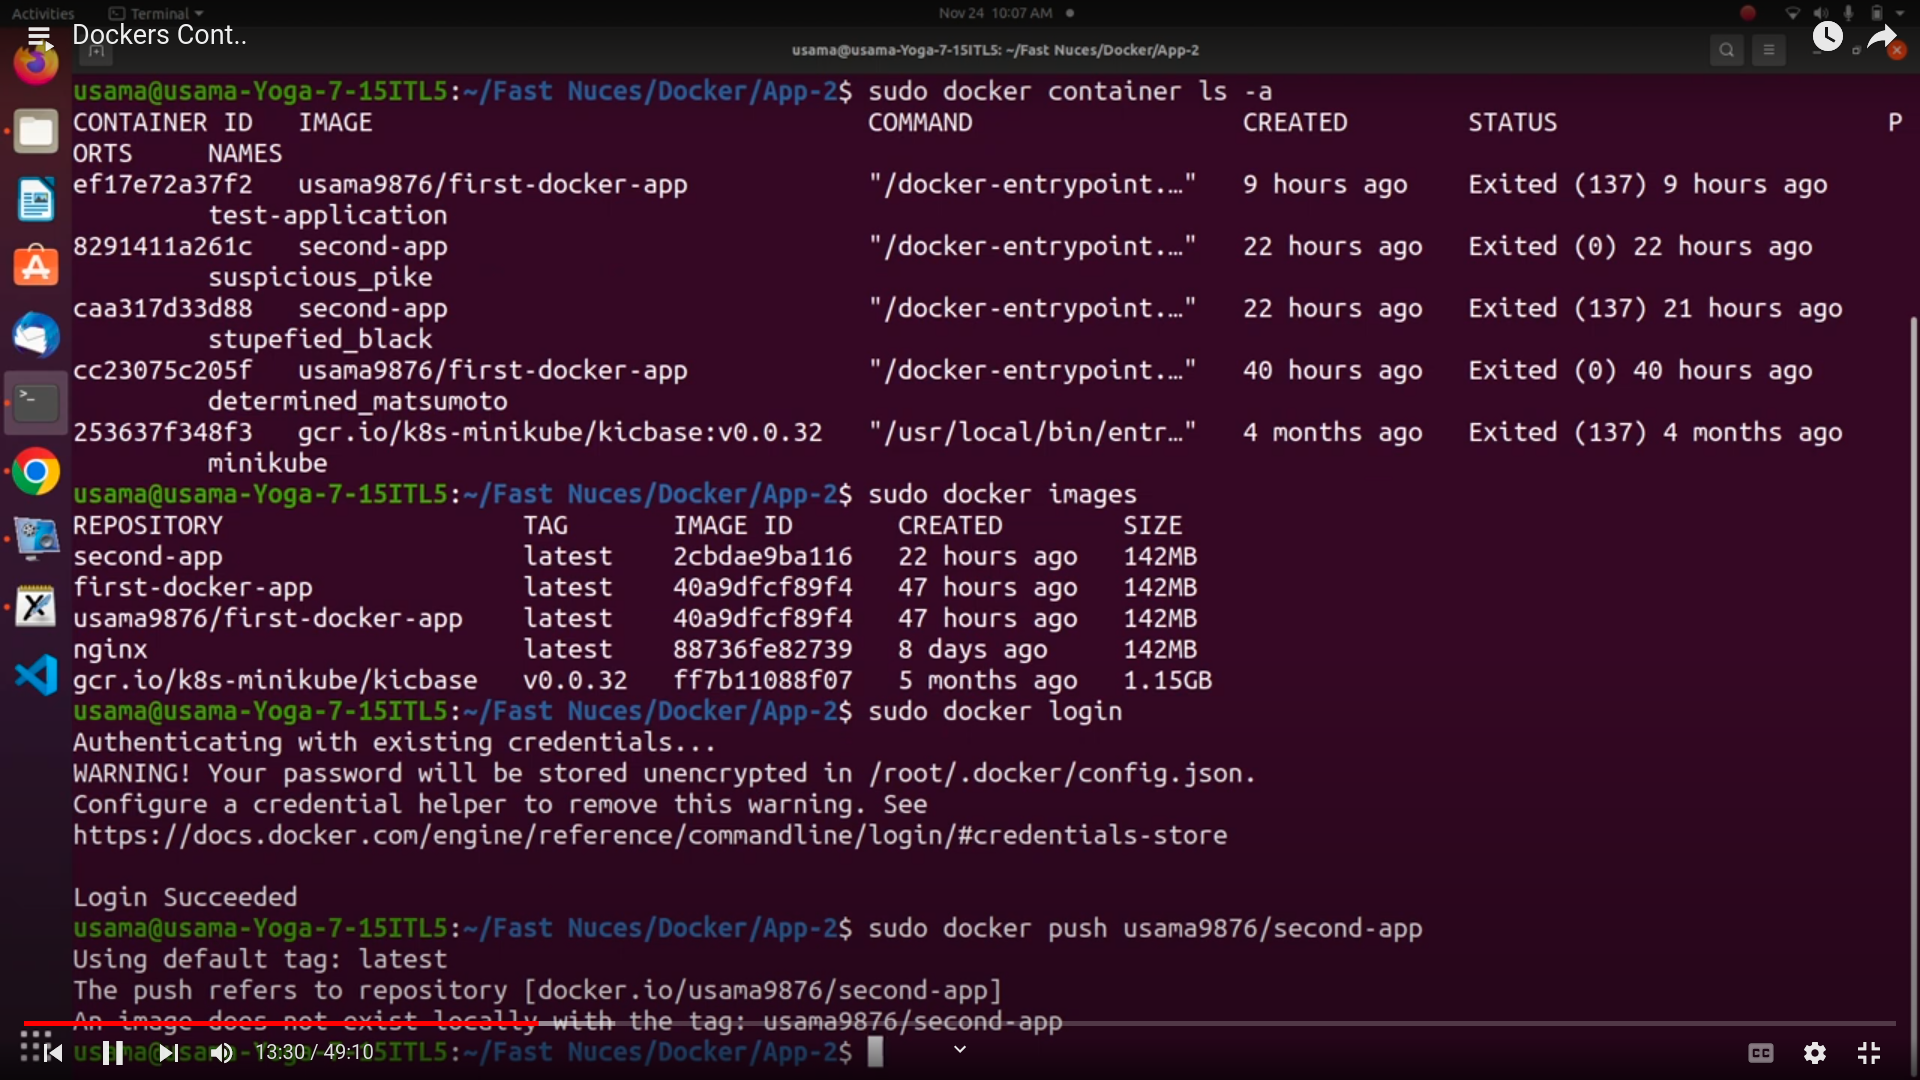 Activities Terminal Nov 24 10:07 AM
Dockers Cont..
usama@usama-Yoga-7-15ITL5: ~/Fast Nuces/Docker/App-2
usama@usama-Yoga-7-15ITL5:~/Fast Nuces/Docker/App-2$ sudo docker container ls -a
CONTAINER ID IMAGE COMMAND CREATED STATUS P
ORTS NAMES
ef17e72a37f2 usama9876/first-docker-app "/docker-entrypoint.…" 9 hours ago Exited (137) 9 hours ago
test-application
8291411a261c second-app "/docker-entrypoint.…" 22 hours ago Exited (0) 22 hours ago
suspicious_pike
caa317d33d88 second-app "/docker-entrypoint.…" 22 hours ago Exited (137) 21 hours ago
stupefied_black
cc23075c205f usama9876/first-docker-app "/docker-entrypoint.…" 40 hours ago Exited (0) 40 hours ago
determined_matsumoto
253637f348f3 gcr.io/k8s-minikube/kicbase:v0.0.32 "/usr/local/bin/entr…" 4 months ago Exited (137) 4 months ago
minikube
usama@usama-Yoga-7-15ITL5:~/Fast Nuces/Docker/App-2$ sudo docker images
REPOSITORY TAG IMAGE ID CREATED SIZE
second-app latest 2cbdae9ba116 22 hours ago 142MB
first-docker-app latest 40a9dfcf89f4 47 hours ago 142MB
usama9876/first-docker-app latest 40a9dfcf89f4 47 hours ago 142MB
nginx latest 88736fe82739 8 days ago 142MB
gcr.io/k8s-minikube/kicbase v0.0.32 ff7b11088f07 5 months ago 1.15GB
usama@usama-Yoga-7-15ITL5:~/Fast Nuces/Docker/App-2$ sudo docker login
Authenticating with existing credentials...
WARNING! Your password will be stored unencrypted in /root/.docker/config.json.
Configure a credential helper to remove this warning. See
https://docs.docker.com/engine/reference/commandline/login/#credentials-store
Login Succeeded
usama@usama-Yoga-7-15ITL5:~/Fast Nuces/Docker/App-2$ sudo docker push usama9876/second-app
Using default tag: latest
The push refers to repository [docker.io/usama9876/second-app]
An image does not exist locally with the tag: usama9876/second-app
usama@usama-Yoga-7-15ITL5:~/Fast Nuces/Docker/App-2$
13:30 / 49:10 CC